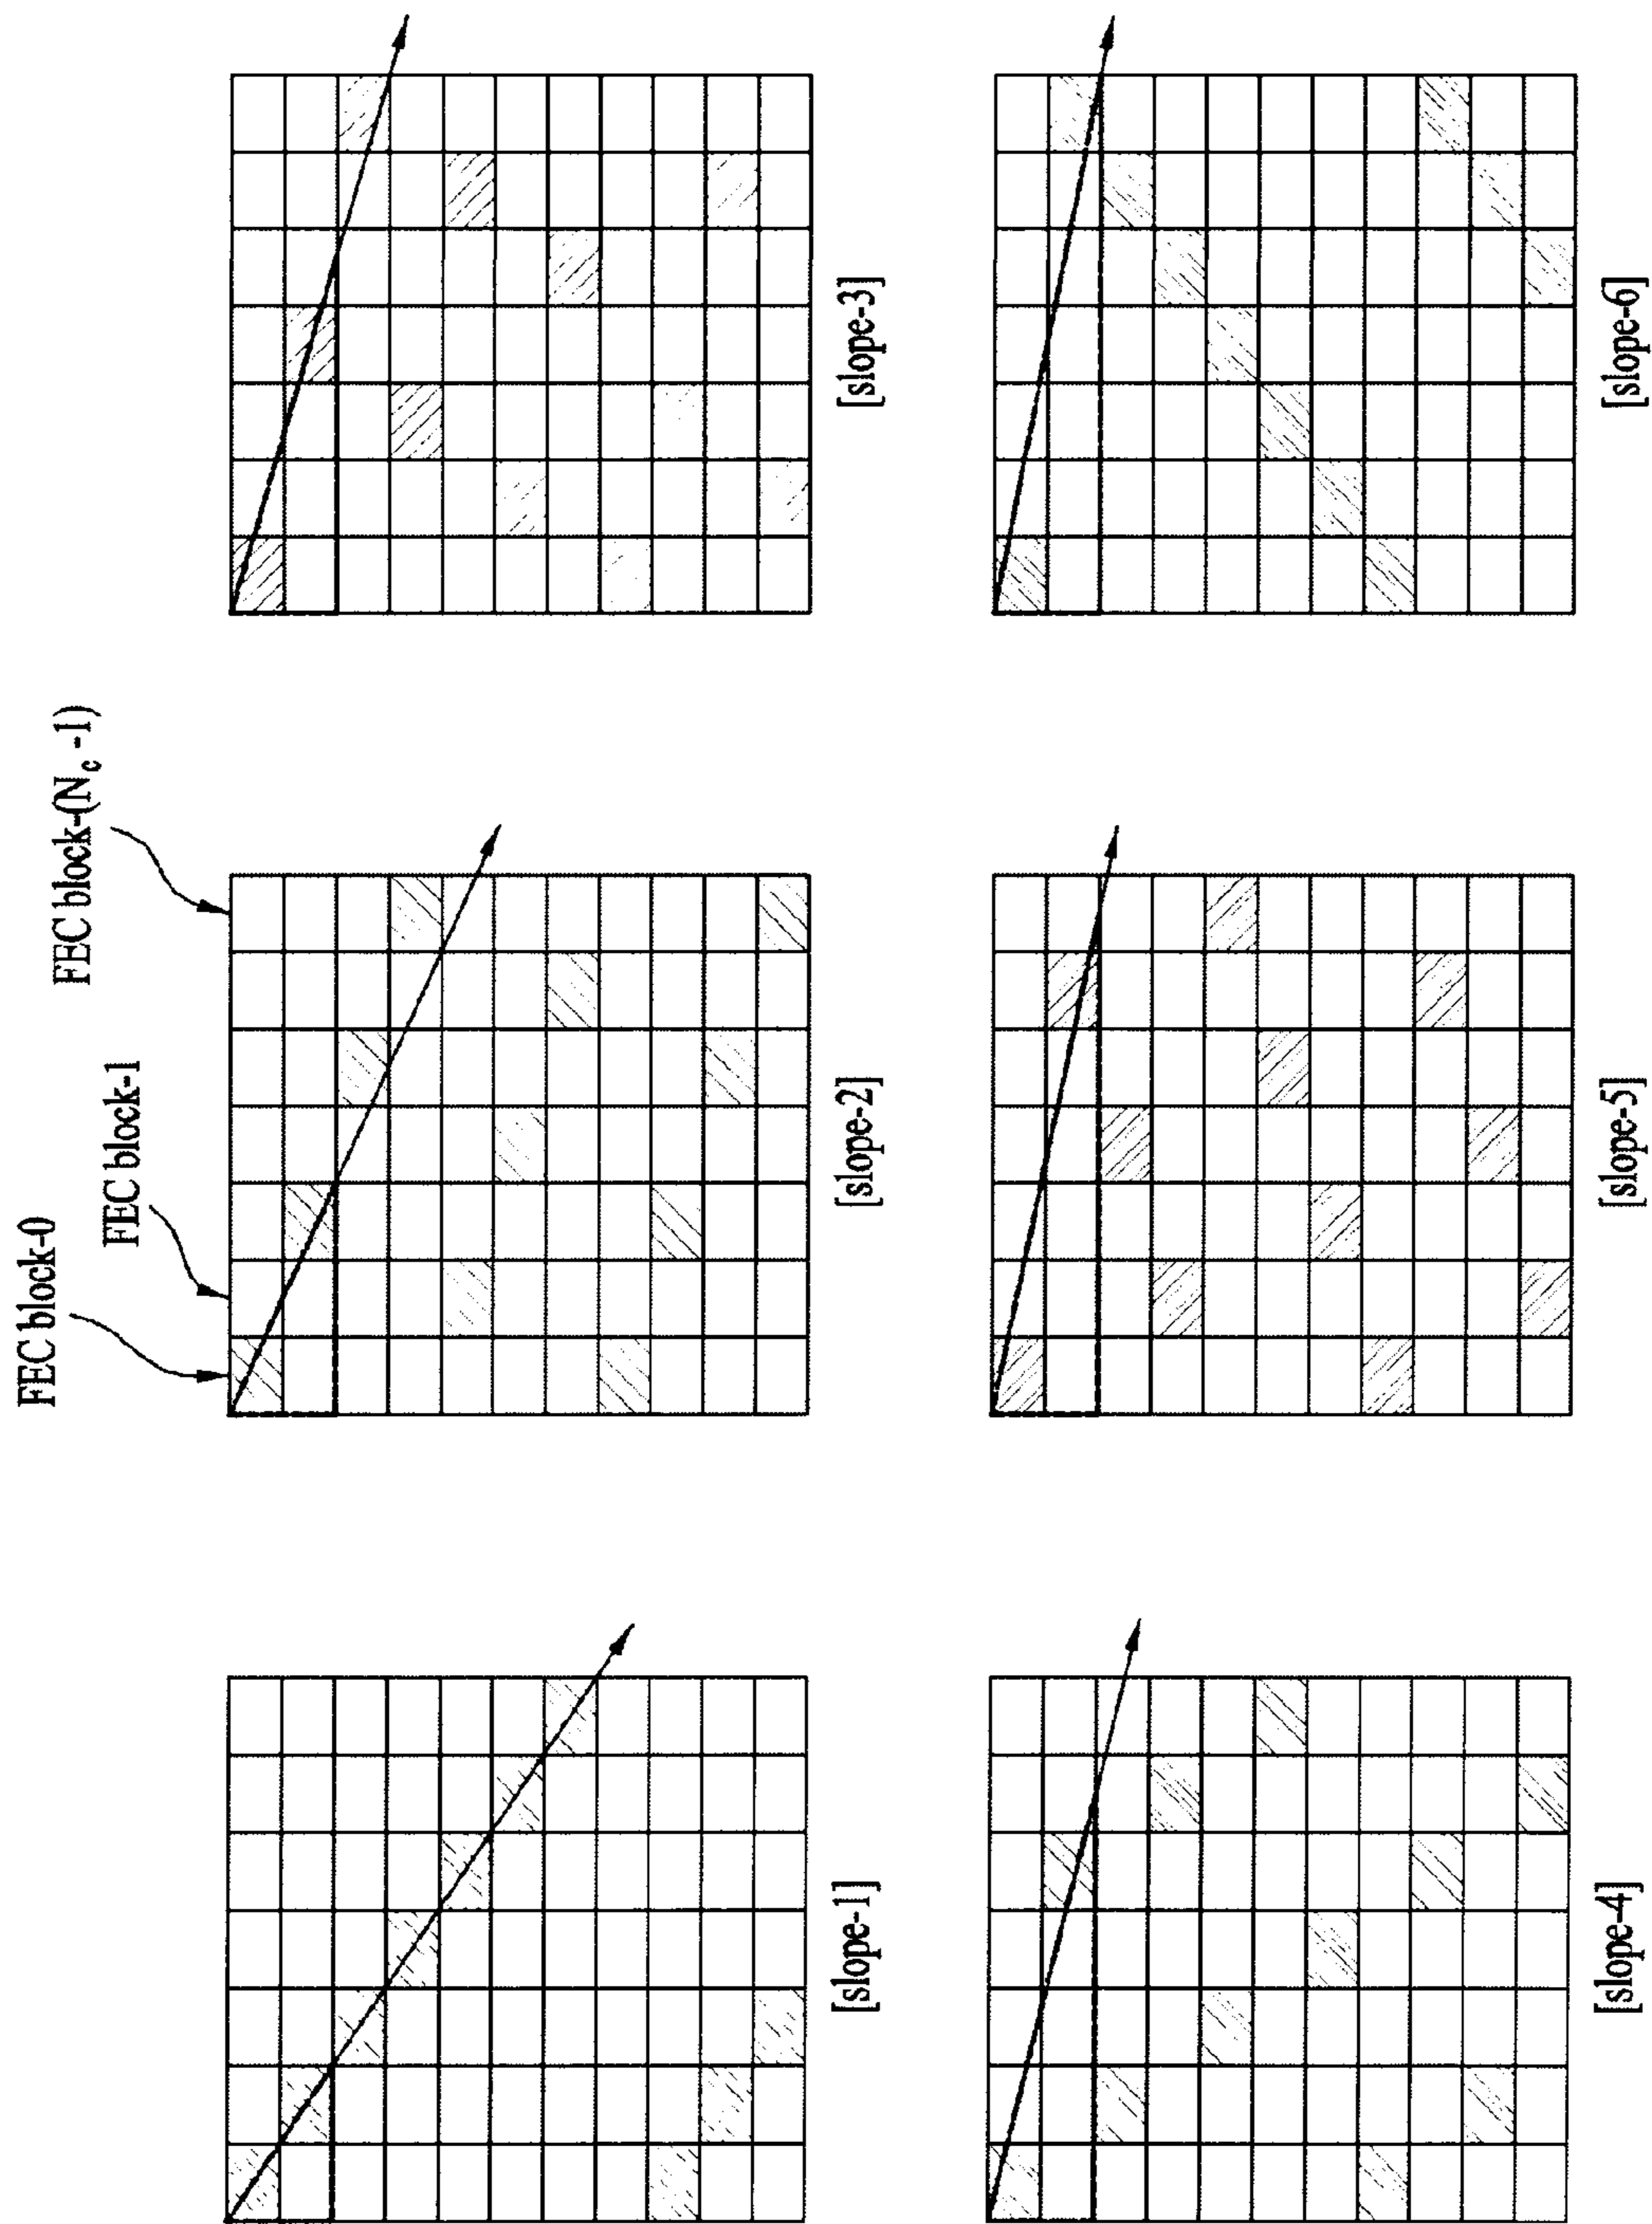 FEC block-0
FEC block-1
FEC block-(Nc -1)
[slope-1]
[slope-2]
[slope-3]
[slope-4]
[slope-5]
[slope-6]